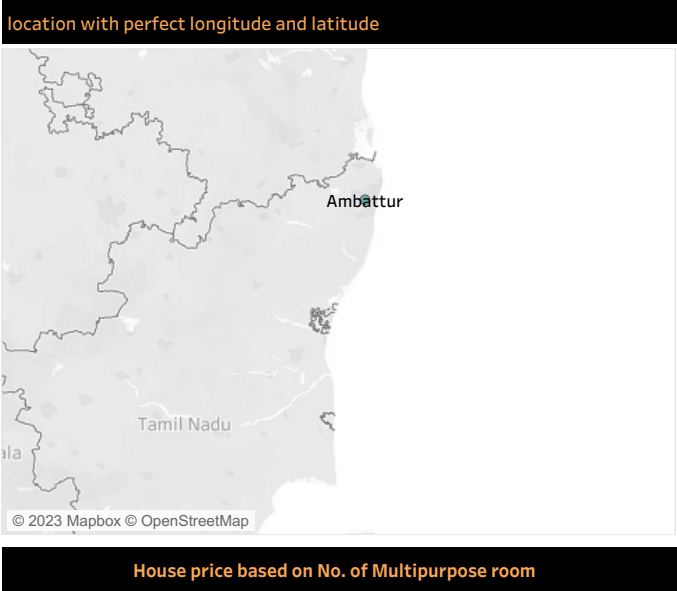 location with perfect longitude and latitude
Ambattur
Tamil Nadu
ala
© 2023 Mapbox © OpenStreetMap
House price based on No. of Multipurpose room